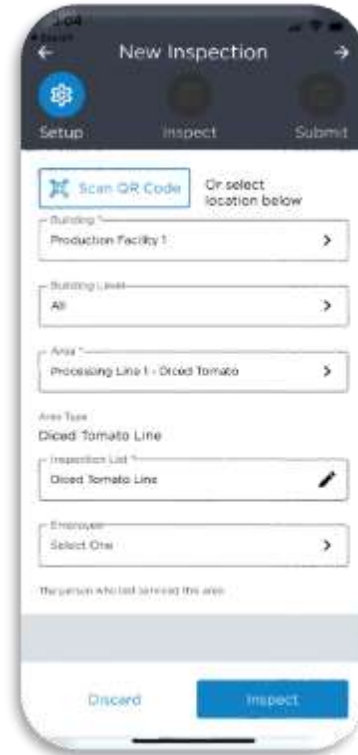 3:04
New Inspection
Setup
Inspect
Submit
Scan QR Code
Or select
location below
Building *
Production Facility 1
Building Level
All
Area *
Processing Line 1 - Diced Tomato
Area Type
Diced Tomato Line
Inspection List *
Diced Tomato Line
Employee
Select One
The person who last serviced this area
Discard
Inspect